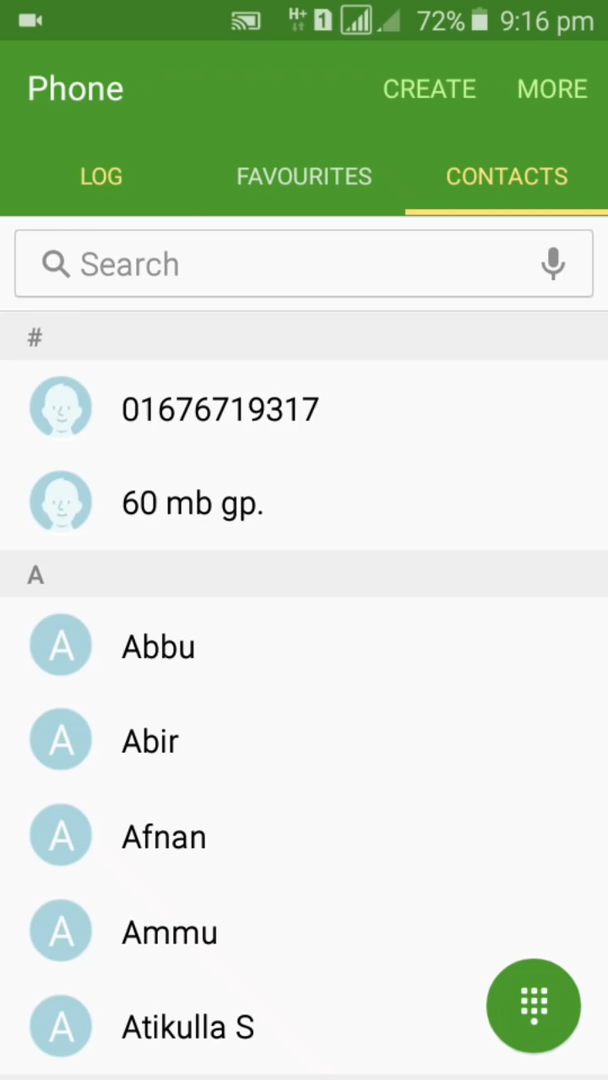 H+ 1 72% 9:16 pm
Phone CREATE MORE
LOG FAVOURITES CONTACTS
Search
#
01676719317
60 mb gp.
A
A Abbu
A Abir
A Afnan
A Ammu
A Atikulla S